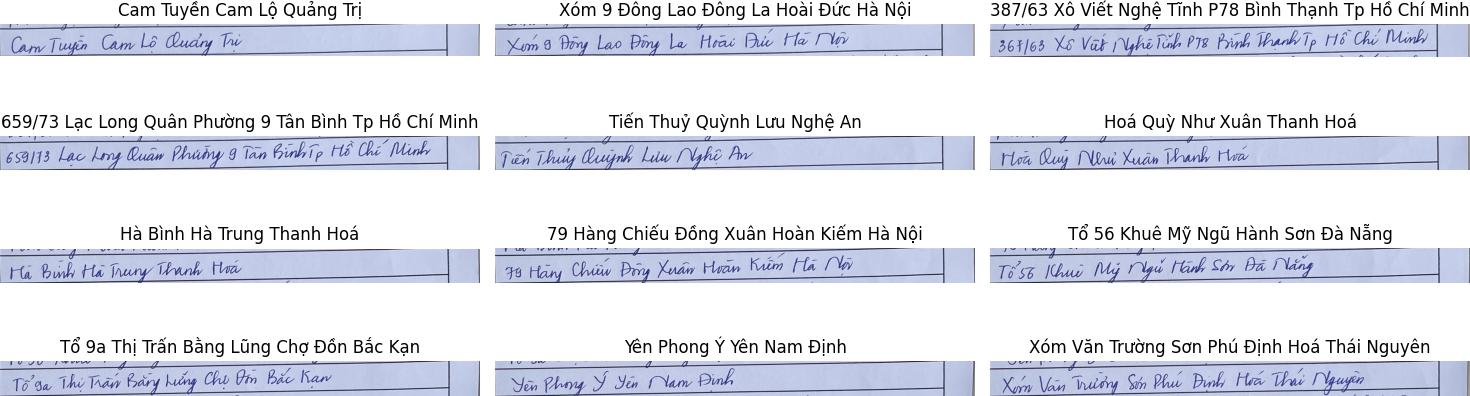 Cam Tuyền Cam Lộ Quảng Trị
Cam Tuyền Cam Lộ Quảng Trị
Xóm 9 Đông Lao Đông La Hoài Đức Hà Nội
Xóm 9 Đông Lao Đông La Hoài Đức Hà Nội
387/63 Xô Viết Nghệ Tĩnh P78 Bình Thạnh Tp Hồ Chí Minh
367/63 Xô Viết Nghệ Tĩnh P78 Bình Thạnh Tp Hồ Chí Minh
659/73 Lạc Long Quân Phường 9 Tân Bình Tp Hồ Chí Minh
659/73 Lạc Long Quân Phường 9 Tân Bình Tp Hồ Chí Minh
Tiến Thuỷ Quỳnh Lưu Nghệ An
Tiến Thuỷ Quỳnh Lưu Nghệ An
Hoá Quỳ Như Xuân Thanh Hoá
Hoá Quỳ Như Xuân Thanh Hoá
Hà Bình Hà Trung Thanh Hoá
Hà Bình Hà Trung Thanh Hoá
79 Hàng Chiếu Đồng Xuân Hoàn Kiếm Hà Nội
79 Hàng Chiếu Đồng Xuân Hoàn Kiếm Hà Nội
Tổ 56 Khuê Mỹ Ngũ Hành Sơn Đà Nẵng
Tổ 56 Khuê Mỹ Ngũ Hành Sơn Đà Nẵng
Tổ 9a Thị Trấn Bằng Lũng Chợ Đồn Bắc Kạn
Tổ 9a Thị Trấn Bằng Lũng Chợ Đồn Bắc Kạn
Yên Phong Ý Yên Nam Định
Yên Phong Ý Yên Nam Định
Xóm Văn Trường Sơn Phú Định Hoá Thái Nguyên
Xóm Văn Trường Sơn Phú Định Hoá Thái Nguyên